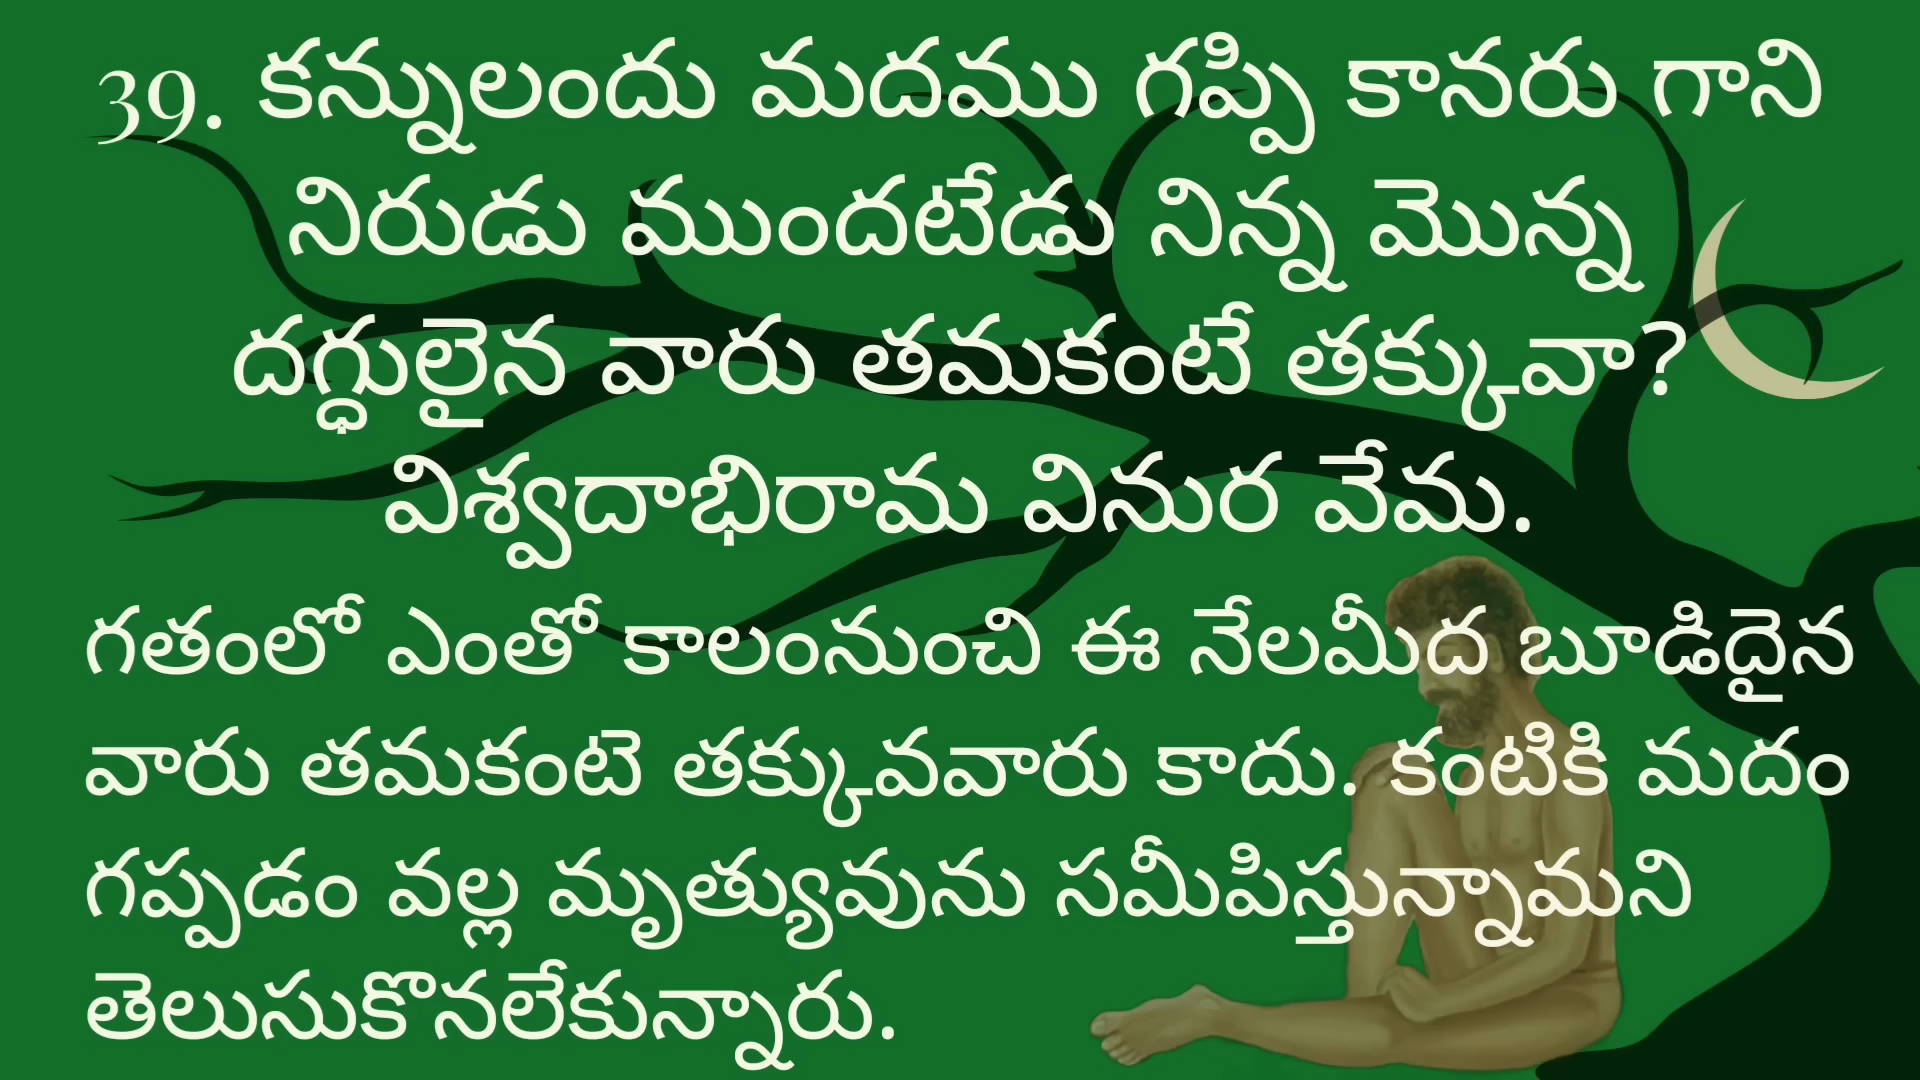 39. కన్నులందు మదము గప్పి కానరు గాని
నిరుడు ముందటేడు నిన్న మొన్న
దగ్ధులైన వారు తమకంటే తక్కువా?
విశ్వదాభిరామ వినుర వేమ.
గతంలో ఎంతో కాలంనుంచి ఈ నేలమీద బూడిదైన
వారు తమకంటె తక్కువవారు కాదు. కంటికి మదం
గప్పడం వల్ల మృత్యువును సమీపిస్తున్నామని
తెలుసుకొనలేకున్నారు.